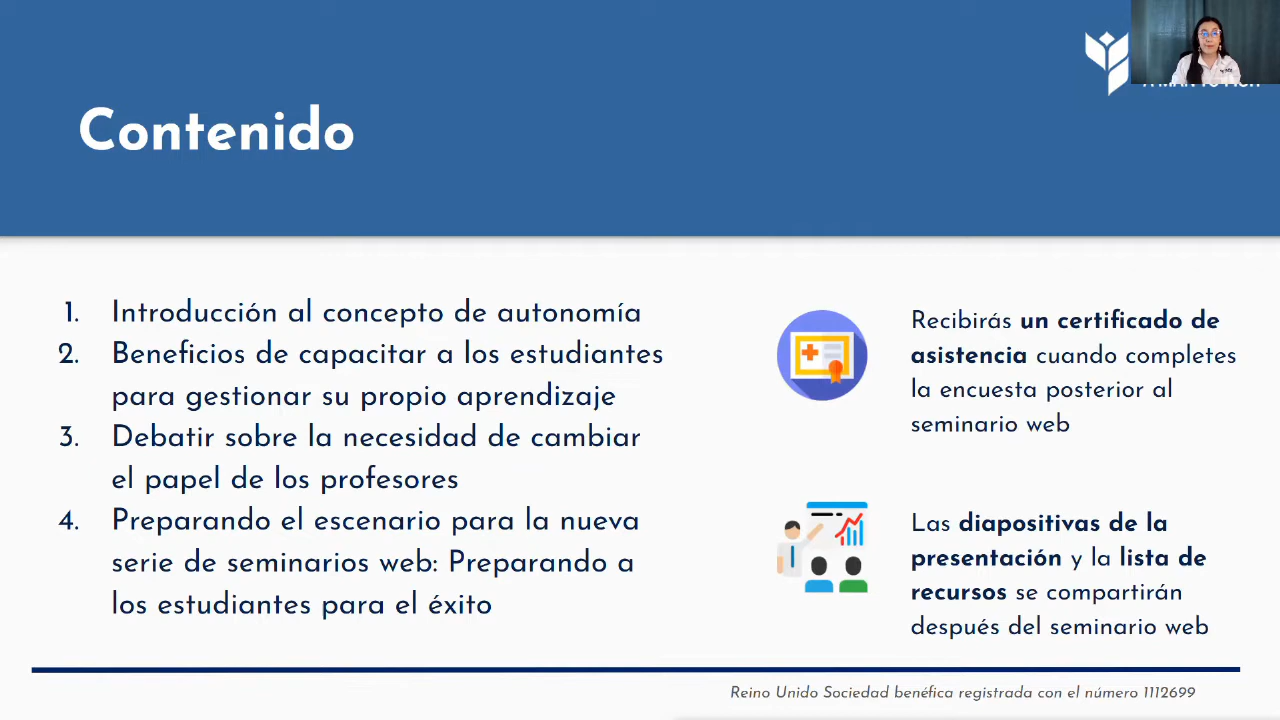 Contenido
1. Introducción al concepto de autonomía
2. Beneficios de capacitar a los estudiantes
para gestionar su propio aprendizaje
3. Debatir sobre la necesidad de cambiar
el papel de los profesores
4. Preparando el escenario para la nueva
serie de seminarios web: Preparando a
los estudiantes para el éxito
Recibirás un certificado de
asistencia cuando completes
la encuesta posterior al
seminario web
Las diapositivas de la
presentación y la lista de
recursos se compartirán
después del seminario web
Reino Unido Sociedad benéfica registrada con el número 1112699